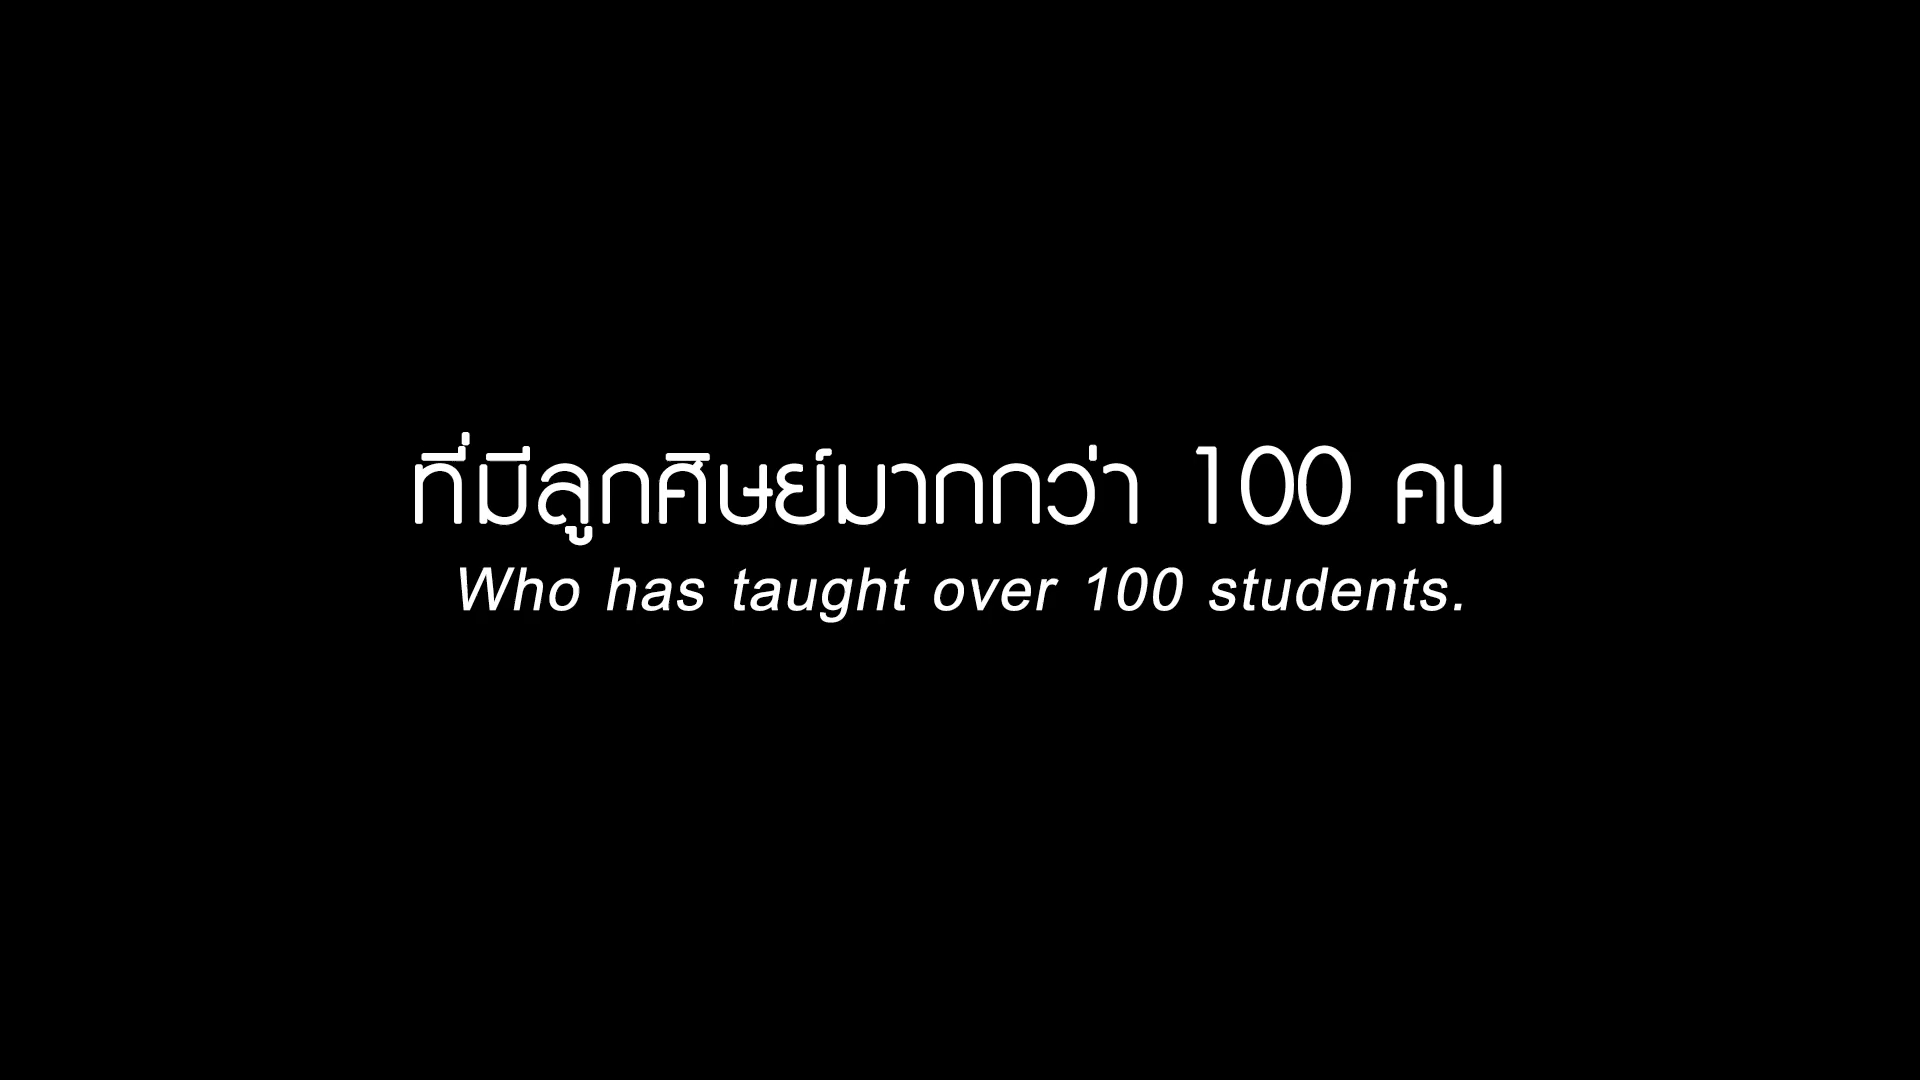 ที่มีลูกศิษย์มากกว่า 100 คน
Who has taught over 100 students.